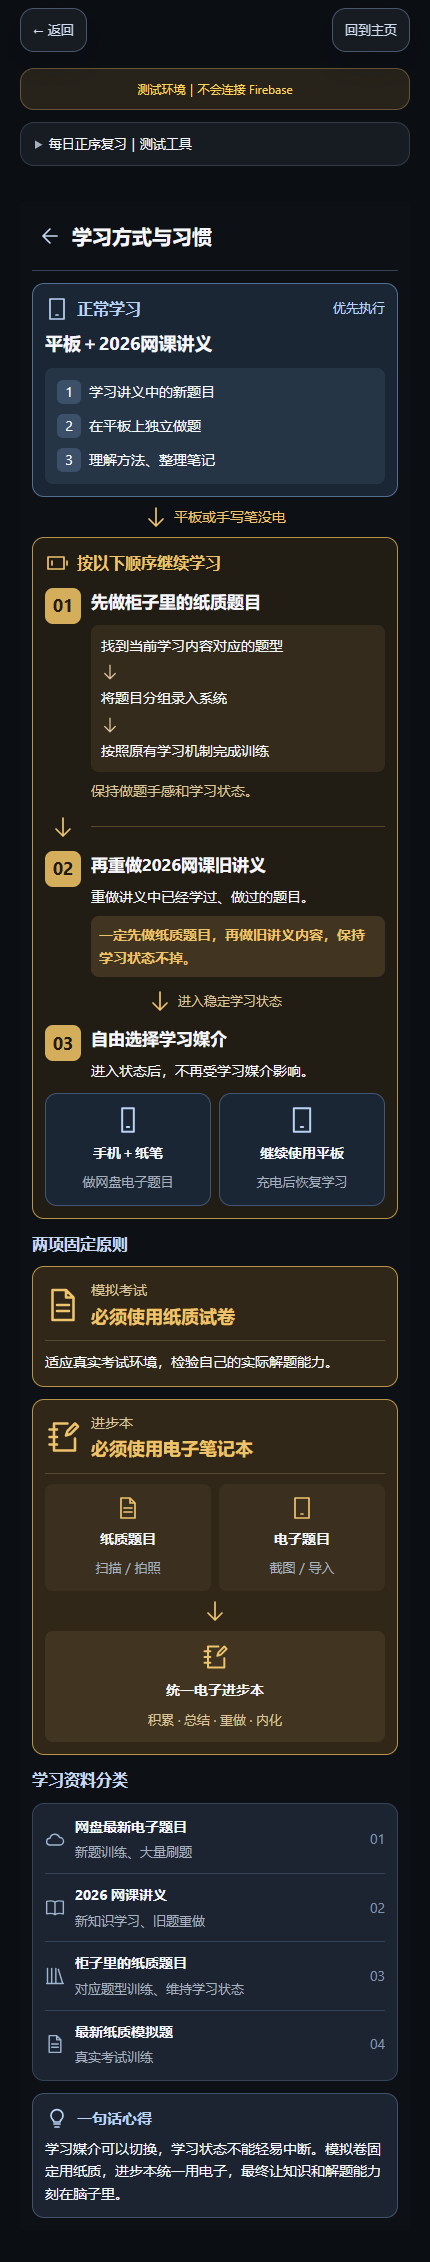 ← 返回
回到主页
测试环境 | 不会连接 Firebase
▶ 每日正序复习 | 测试工具
← 学习方式与习惯
正常学习
优先执行
平板＋2026网课讲义
1 学习讲义中的新题目
2 在平板上独立做题
3 理解方法、整理笔记
↓ 平板或手写笔没电
按以下顺序继续学习
01 先做柜子里的纸质题目
找到当前学习内容对应的题型
↓
将题目分组录入系统
↓
按照原有学习机制完成训练
保持做题手感和学习状态。
↓
02 再重做2026网课旧讲义
重做讲义中已经学过、做过的题目。
一定先做纸质题目，再做旧讲义内容，保持
学习状态不掉。
↓ 进入稳定学习状态
03 自由选择学习媒介
进入状态后，不再受学习媒介影响。
手机＋纸笔
做网盘电子题目
继续使用平板
充电后恢复学习
两项固定原则
模拟考试
必须使用纸质试卷
适应真实考试环境，检验自己的实际解题能力。
进步本
必须使用电子笔记本
纸质题目
扫描 / 拍照
电子题目
截图 / 导入
↓
统一电子进步本
积累 · 总结 · 重做 · 内化
学习资料分类
网盘最新电子题目
新题训练、大量刷题
01
2026 网课讲义
新知识学习、旧题重做
02
柜子里的纸质题目
对应题型训练、维持学习状态
03
最新纸质模拟题
真实考试训练
04
一句话心得
学习媒介可以切换，学习状态不能轻易中断。模拟卷固
定用纸质，进步本统一用电子，最终让知识和解题能力
刻在脑子里。